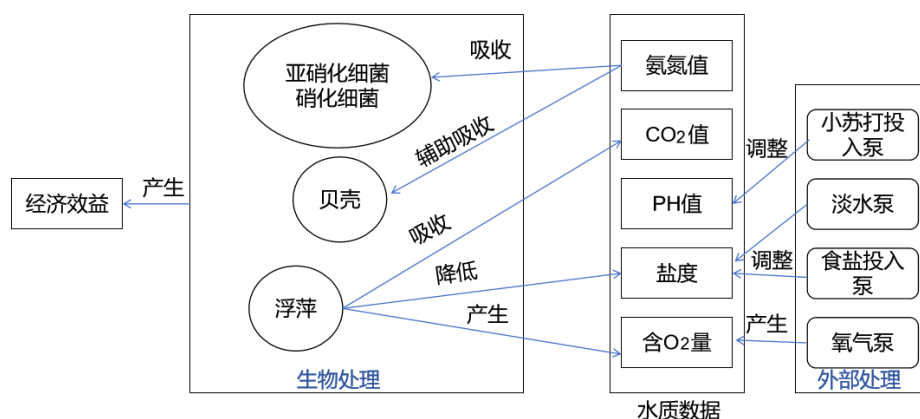 吸收
亚硝化细菌
硝化细菌
辅助吸收
贝壳
吸收
降低
浮萍
产生
生物处理
产生
经济效益
氨氮值
CO2值
PH值
盐度
含O2量
水质数据
调整
调整
产生
小苏打投
入泵
淡水泵
食盐投入
泵
氧气泵
外部处理